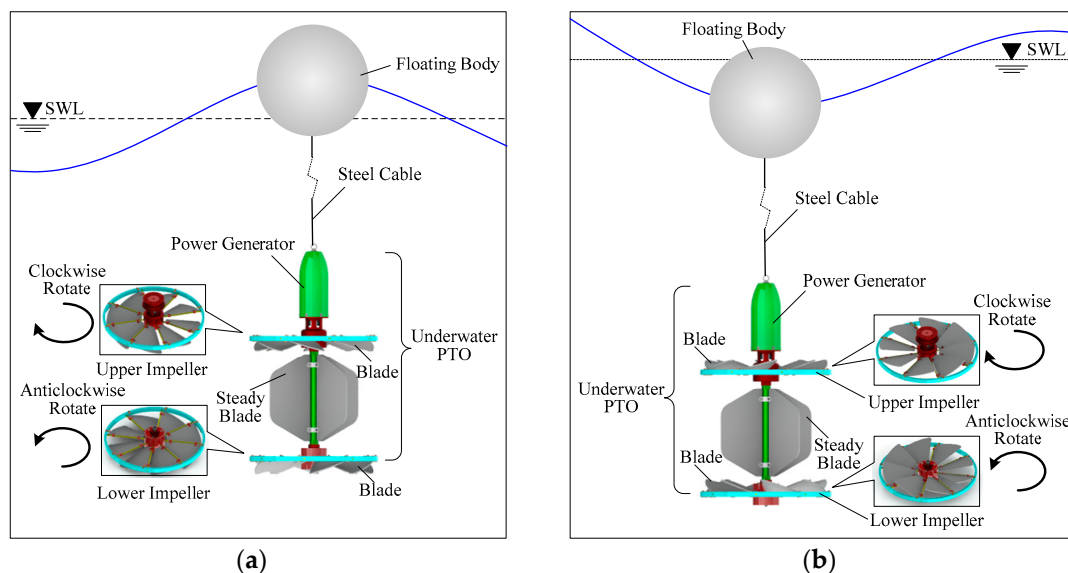 Floating Body
SWL
Steel Cable
Power Generator
Clockwise
Rotate
Upper Impeller
Blade
Underwater
PTO
Anticlockwise
Rotate
Steady
Blade
Lower Impeller
Blade
(a)
Floating Body
SWL
Steel Cable
Power Generator
Clockwise
Rotate
Blade
Underwater
PTO
Upper Impeller
Anticlockwise
Rotate
Steady
Blade
Blade
Lower Impeller
(b)